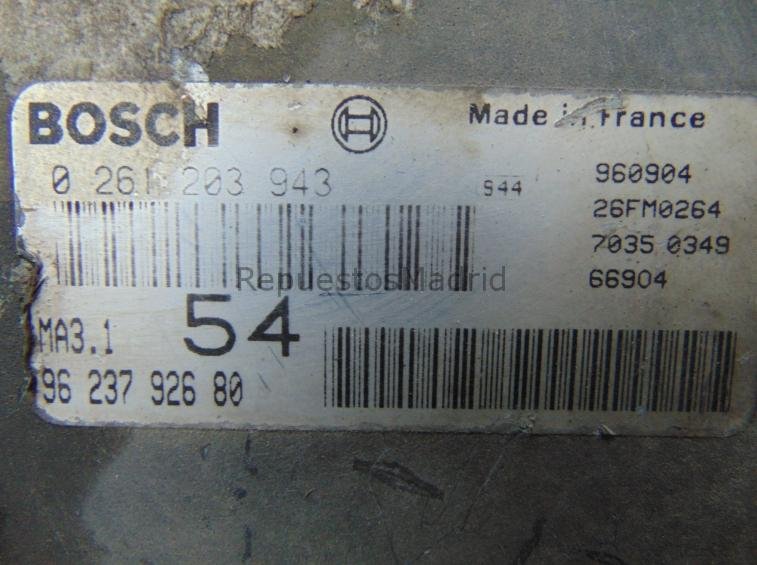 BOSCH
Made in France
0 261 203 943
944
960904
26FM0264
7035 0349
66904
RepuestosMadrid
MA3.1
54
96 237 926 80